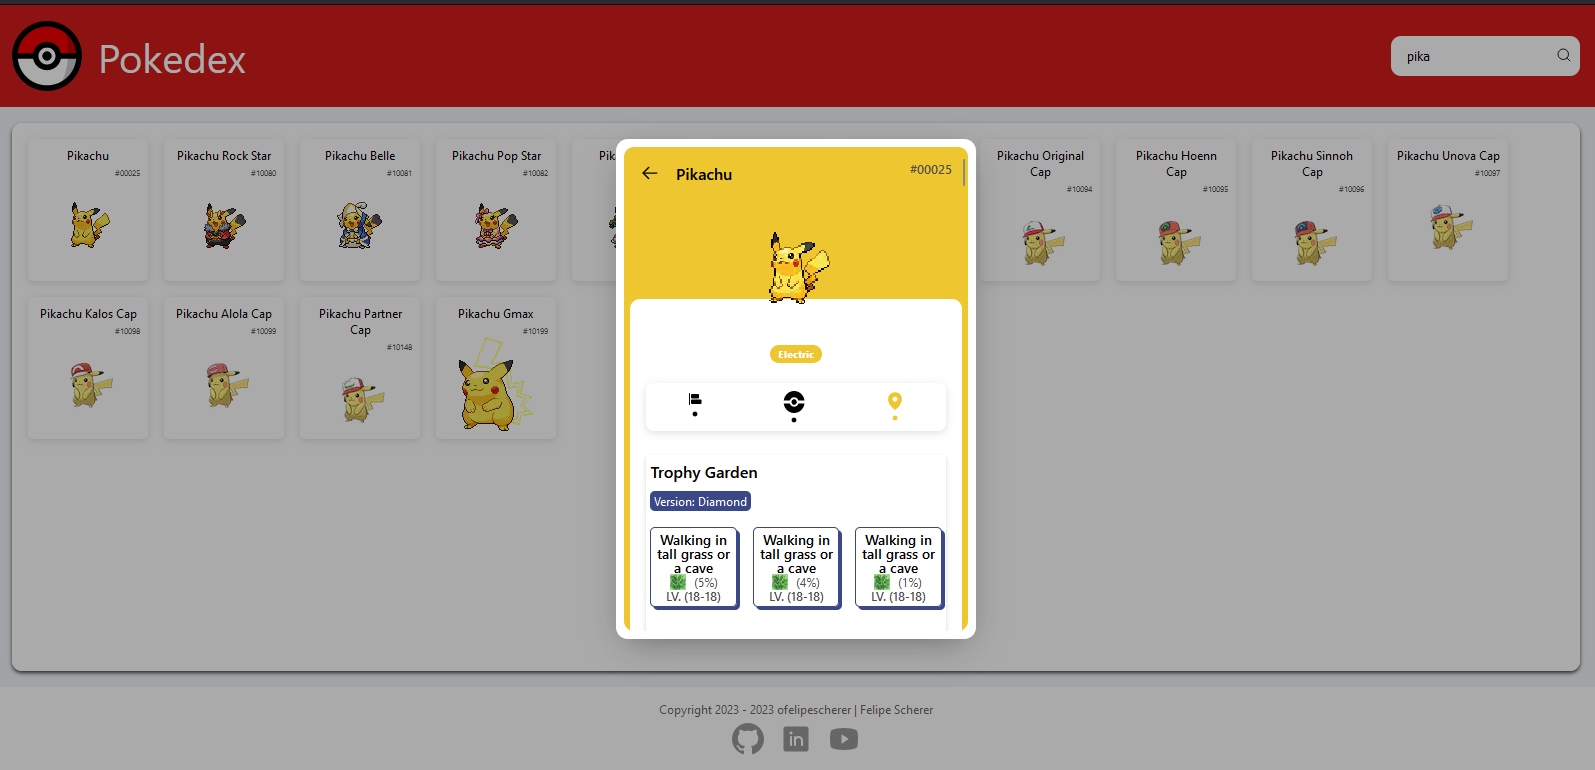 Pokedex
pika
Pikachu
#00025
Pikachu Rock Star
#10080
Pikachu Belle
#10081
Pikachu Pop Star
#10082
Pikachu Original
Cap
#10094
Pikachu Hoenn
Cap
#10095
Pikachu Sinnoh
Cap
#10096
Pikachu Unova Cap
#10097
Pikachu Kalos Cap
#10098
Pikachu Alola Cap
#10099
Pikachu Partner
Cap
#10148
Pikachu Gmax
#10199
Pikachu
#00025
Electric
Trophy Garden
Version: Diamond
Walking in
tall grass or
a cave
(5%)
LV. (18-18)
Walking in
tall grass or
a cave
(4%)
LV. (18-18)
Walking in
tall grass or
a cave
(1%)
LV. (18-18)
Copyright 2023 - 2023 ofelipescherer | Felipe Scherer
in